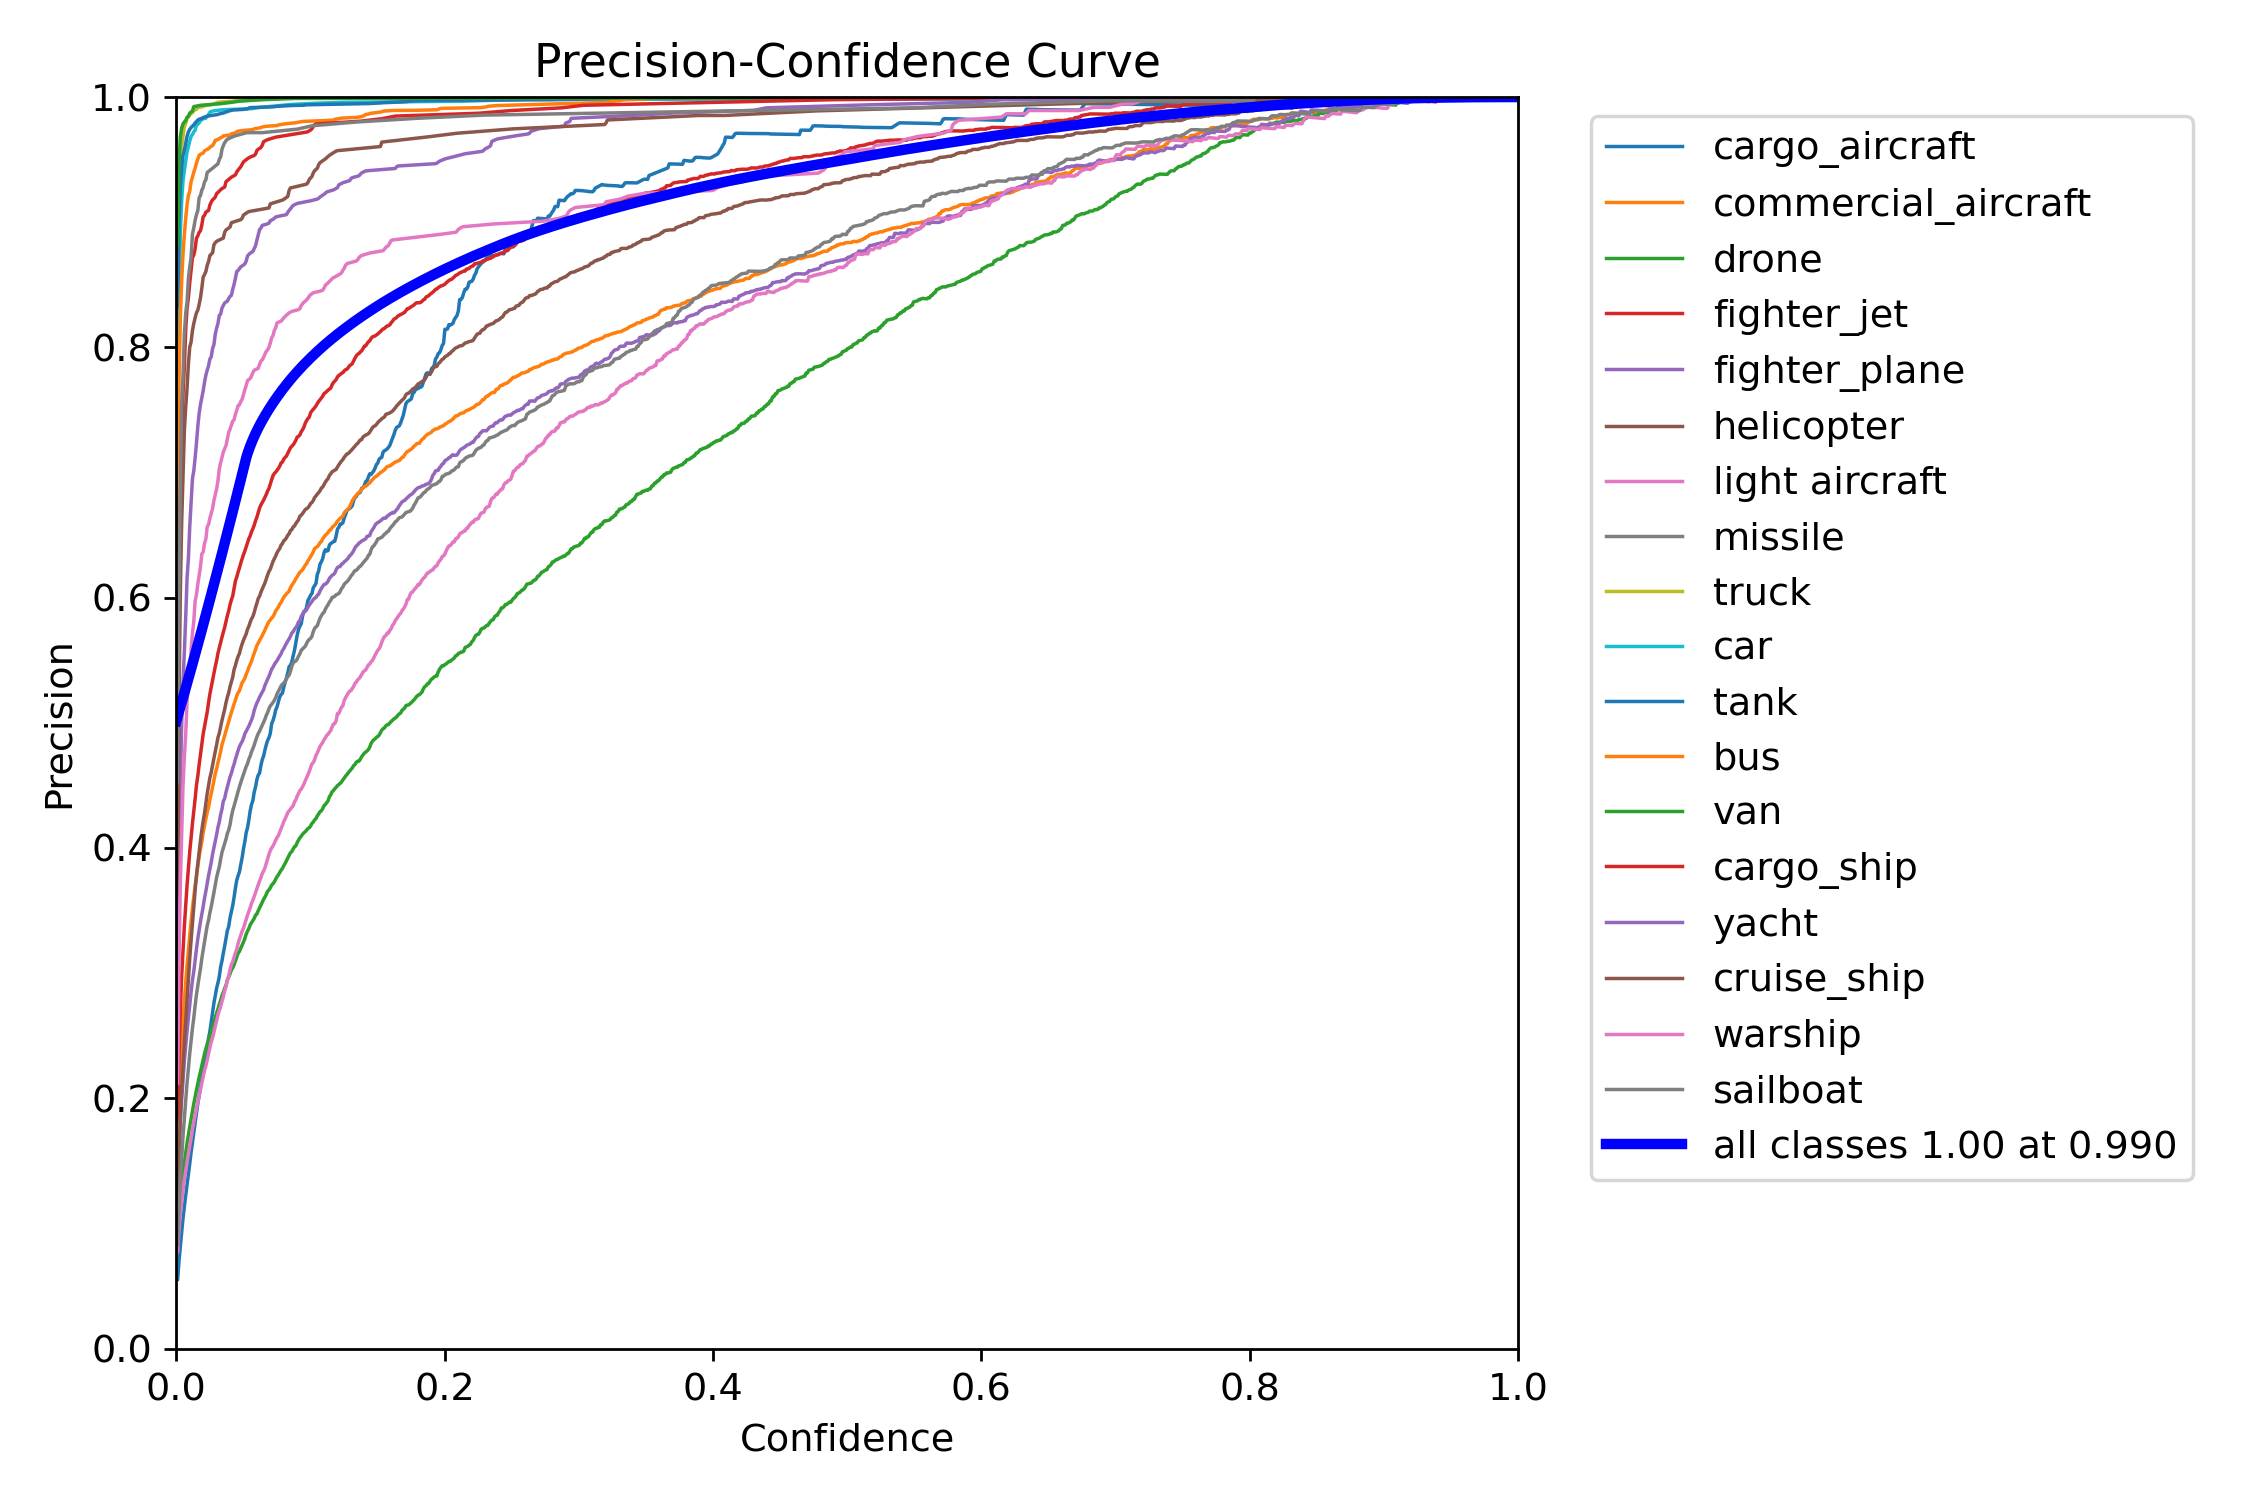 Precision-Confidence Curve
1.0
0.8
0.6
0.4
0.2
0.0
Precision
0.0 0.2 0.4 0.6 0.8 1.0
Confidence
cargo_aircraft
commercial_aircraft
drone
fighter_jet
fighter_plane
helicopter
light aircraft
missile
truck
car
tank
bus
van
cargo_ship
yacht
cruise_ship
warship
sailboat
all classes 1.00 at 0.990